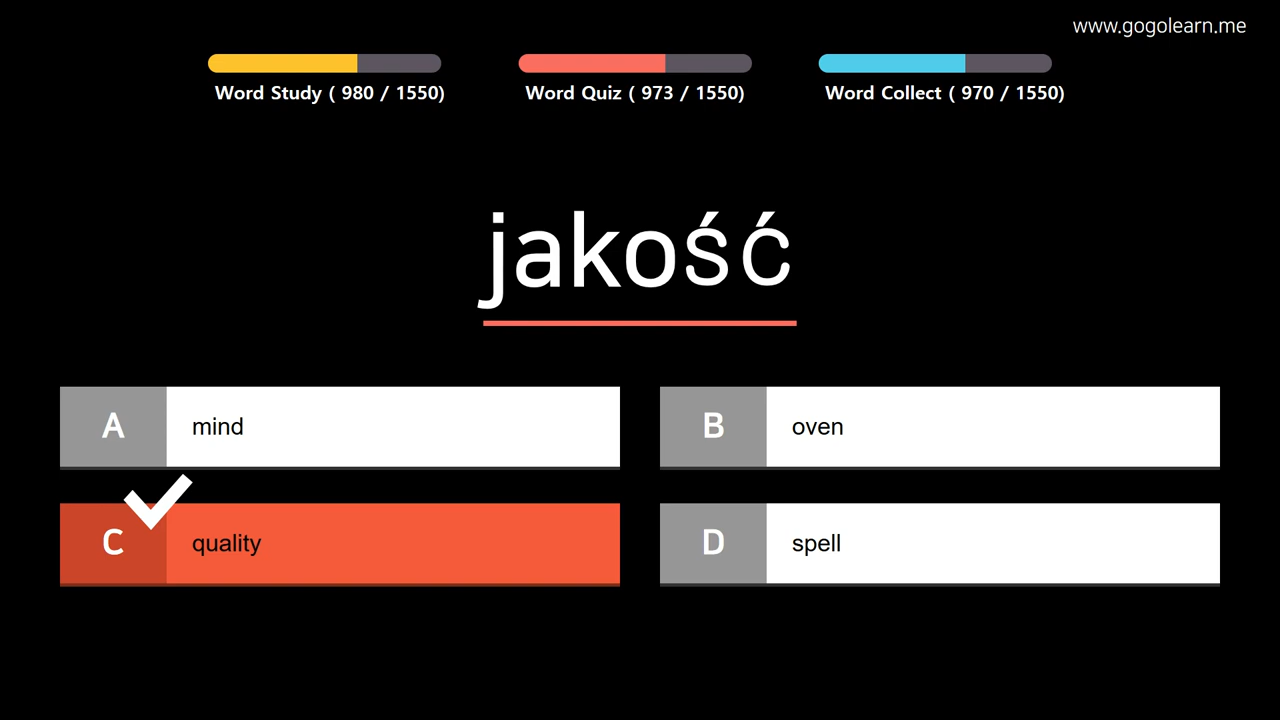 www.gogolearn.me
Word Study ( 980 / 1550)
Word Quiz ( 973 / 1550)
Word Collect ( 970 / 1550)
jakość
A mind
B oven
C quality
D spell